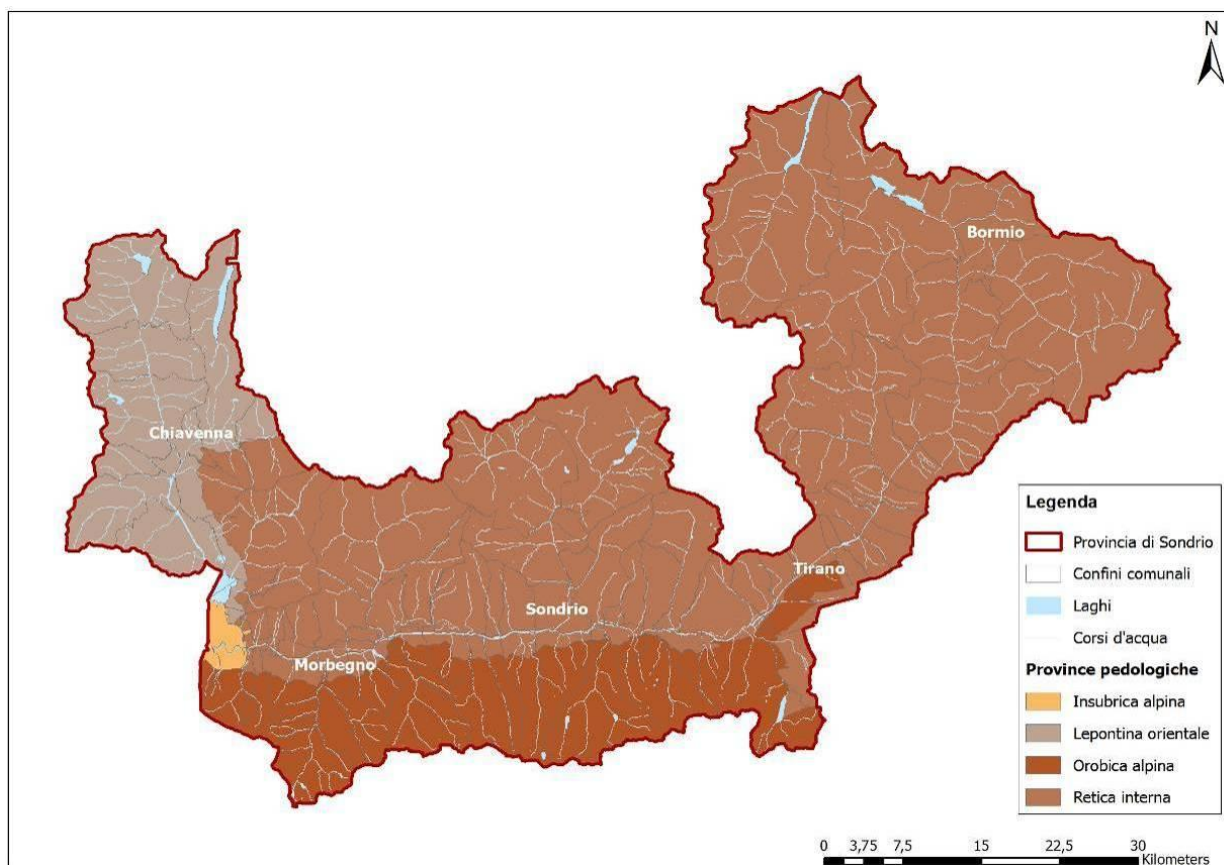 N
Bormio
Chiavenna
Tirano
Sondrio
Morbegno
Legenda
Provincia di Sondrio
Confini comunali
Laghi
Corsi d'acqua
Province pedologiche
Insubrica alpina
Lepontina orientale
Orobica alpina
Retica interna
0 3,75 7,5 15 22,5 30
Kilometers